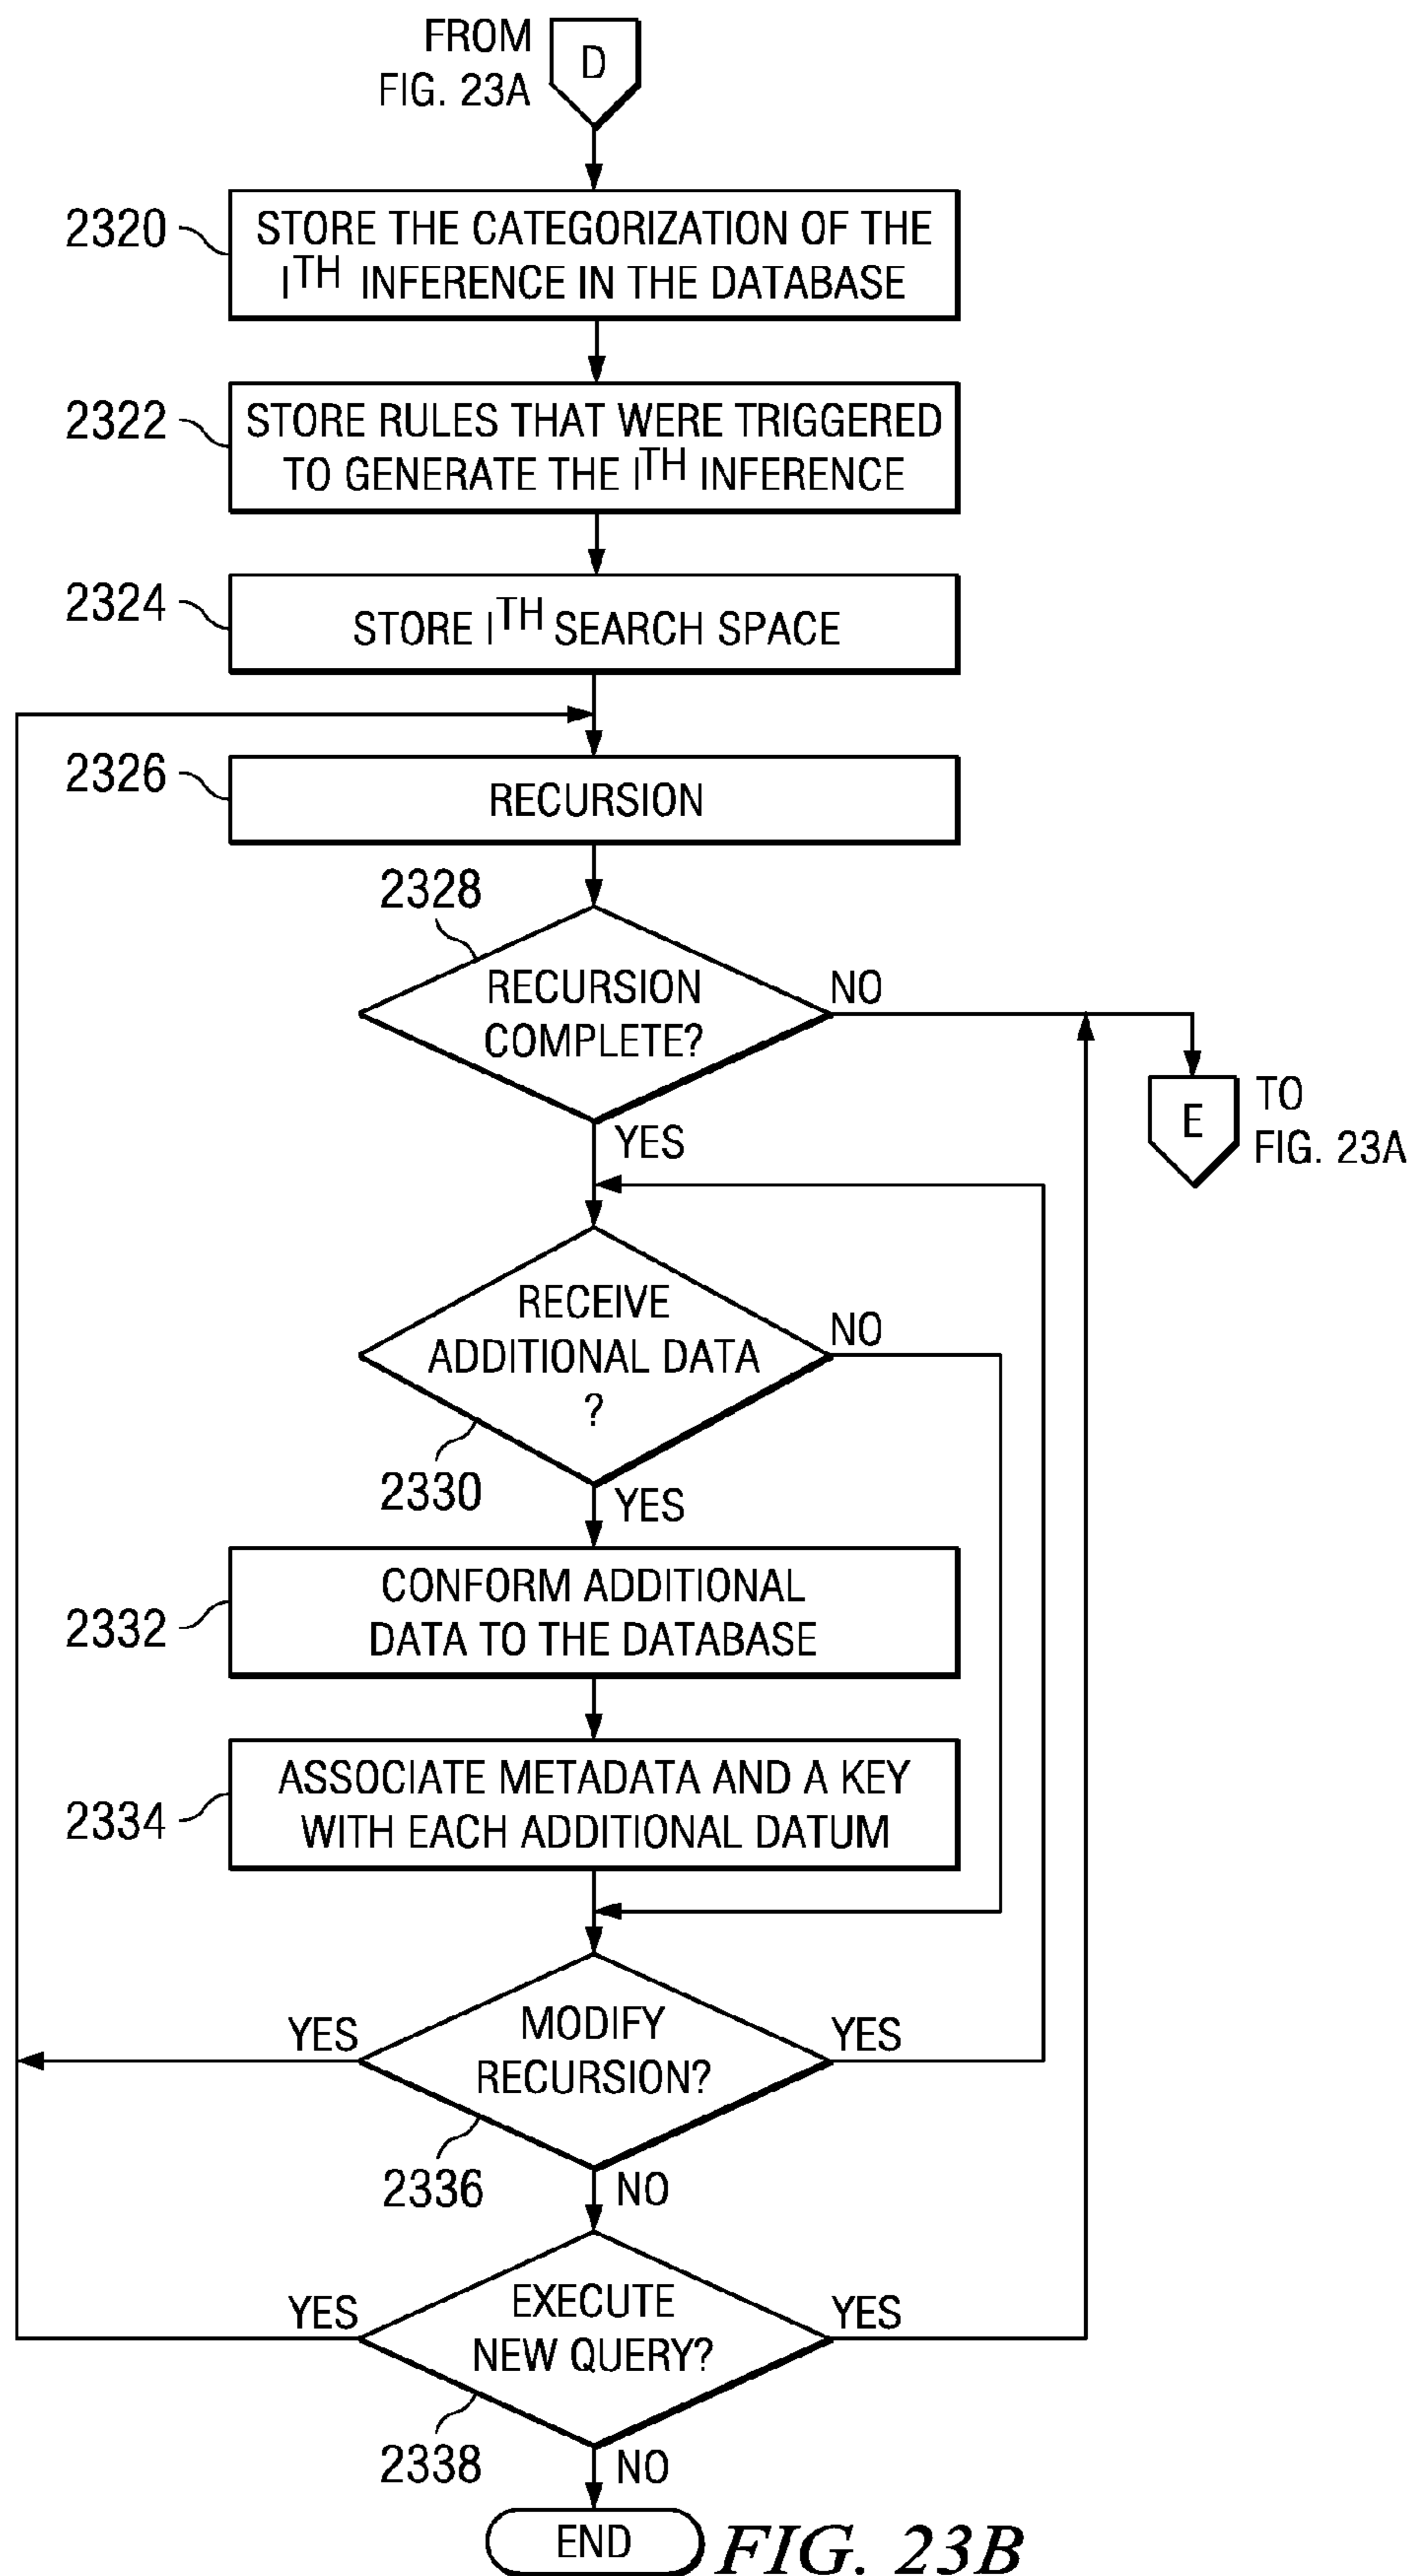 FROM
FIG. 23A
D
2320
STORE THE CATEGORIZATION OF THE
ITH INFERENCE IN THE DATABASE
2322
STORE RULES THAT WERE TRIGGERED
TO GENERATE THE ITH INFERENCE
2324
STORE ITH SEARCH SPACE
2326
RECURSION
2328
RECURSION
COMPLETE?
NO
YES
E
TO
FIG. 23A
RECEIVE
ADDITIONAL DATA
?
NO
2330
YES
2332
CONFORM ADDITIONAL
DATA TO THE DATABASE
2334
ASSOCIATE METADATA AND A KEY
WITH EACH ADDITIONAL DATUM
YES
MODIFY
RECURSION?
YES
2336
NO
YES
EXECUTE
NEW QUERY?
YES
2338
NO
END
FIG. 23B